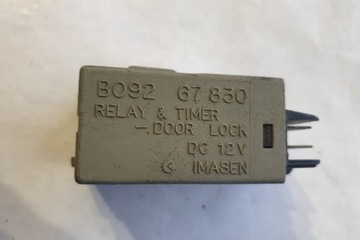 B092 67 830
RELAY & TIMER
-. DOOR LOCK
DC 12V
IMASEN